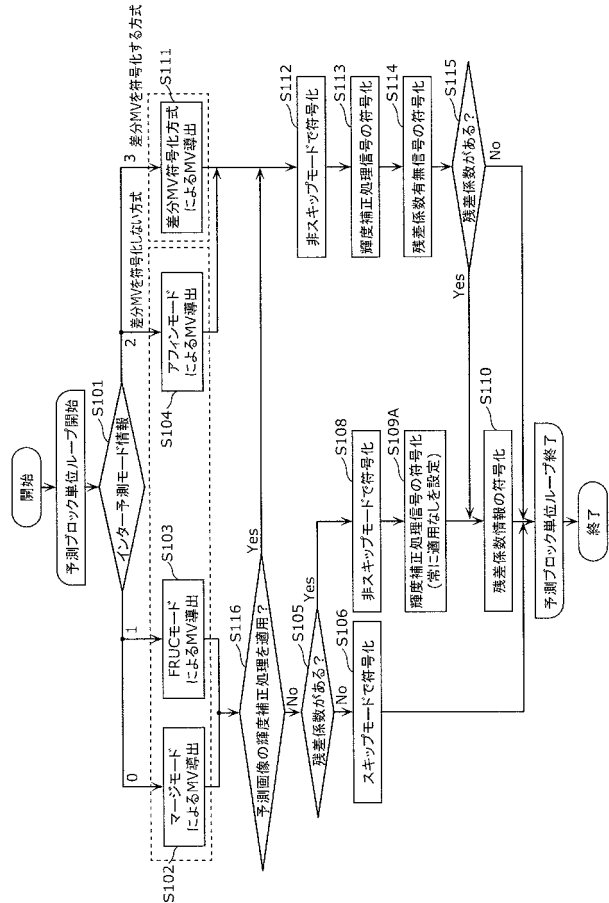 開始
予測ブロック単位ループ開始
S101
インター予測モード情報
0
1
2
差分MVを符号化しない方式
3
差分MVを符号化する方式
S102
マージモード
によるMV導出
S103
FRUCモード
によるMV導出
S104
アフィンモード
によるMV導出
S111
差分MV符号化方式
によるMV導出
S116
予測画像の輝度補正処理を適用?
Yes
No
S105
残差係数がある?
Yes
No
S106
スキップモードで符号化
S108
非スキップモードで符号化
S109A
輝度補正処理信号の符号化
(常に適用なしを設定)
S110
残差係数情報の符号化
S112
非スキップモードで符号化
S113
輝度補正処理信号の符号化
S114
残差係数有無信号の符号化
S115
残差係数がある?
Yes
No
予測ブロック単位ループ終了
終了